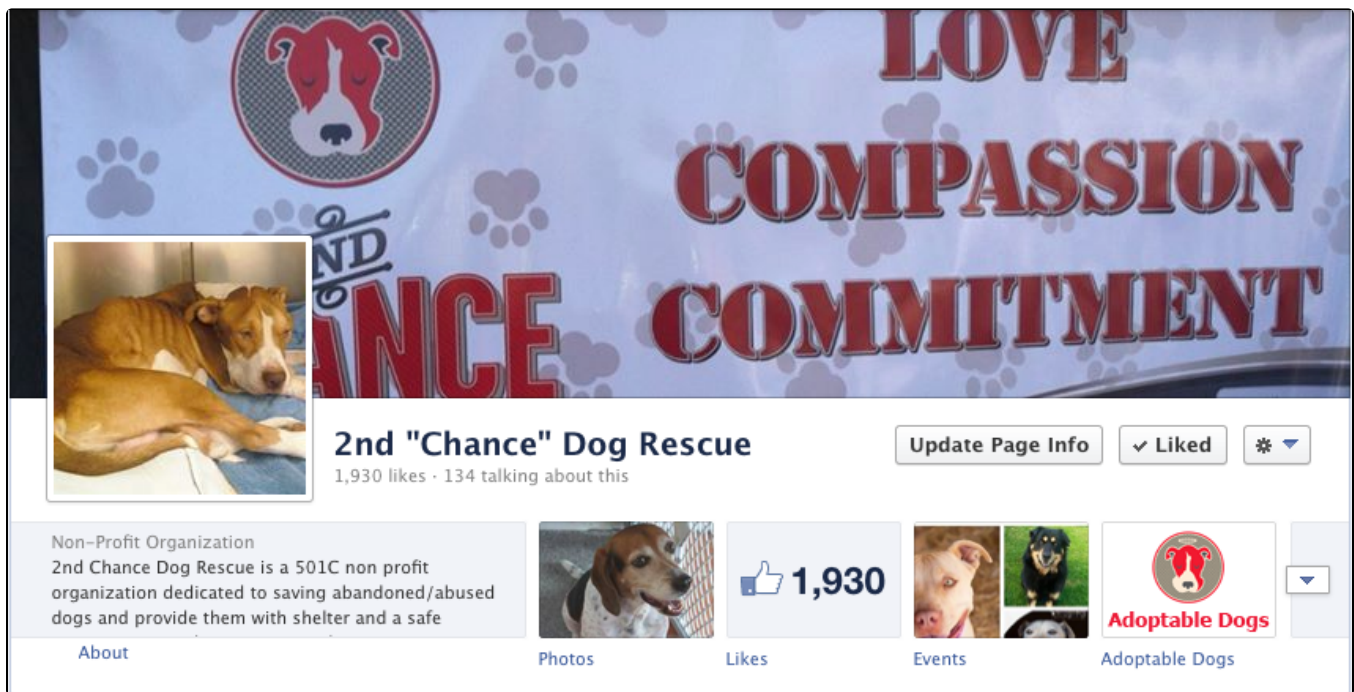 LOVE
COMPASSION
COMMITMENT
2nd "Chance" Dog Rescue
Update Page Info
✓ Liked
1,930 likes · 134 talking about this
Non-Profit Organization
2nd Chance Dog Rescue is a 501C non profit
organization dedicated to saving abandoned/abused
dogs and provide them with shelter and a safe
About
Photos
1,930
Likes
Events
Adoptable Dogs
Adoptable Dogs